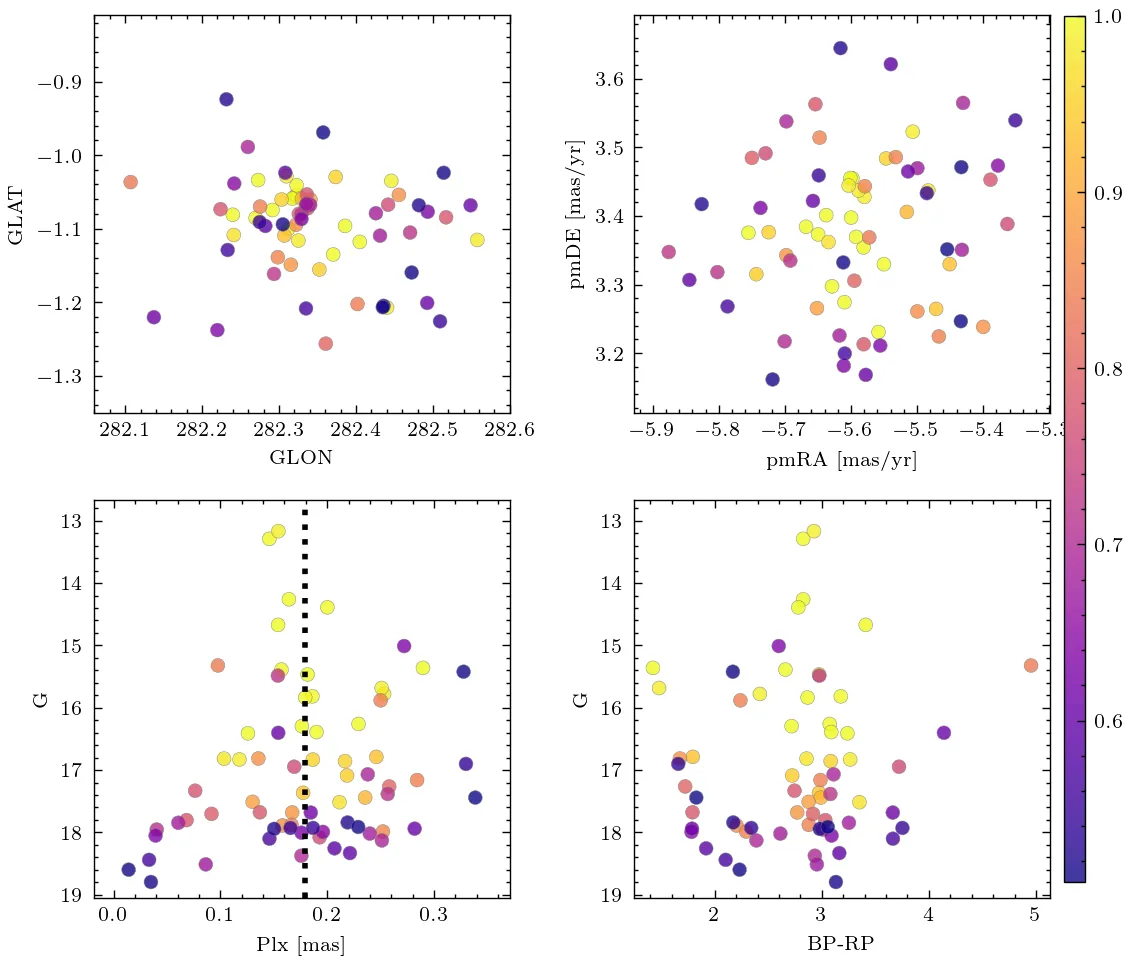 −0.9
−1.0
−1.1
−1.2
−1.3
GLAT
282.1 282.2 282.3 282.4 282.5 282.6
GLON
3.6
3.5
3.4
3.3
3.2
pmDE [mas/yr]
−5.9 −5.8 −5.7 −5.6 −5.5 −5.4 −5.3
pmRA [mas/yr]
1.0
0.9
0.8
0.7
0.6
13
14
15
16
17
18
19
G
0.0 0.1 0.2 0.3
Plx [mas]
13
14
15
16
17
18
19
G
2 3 4 5
BP-RP